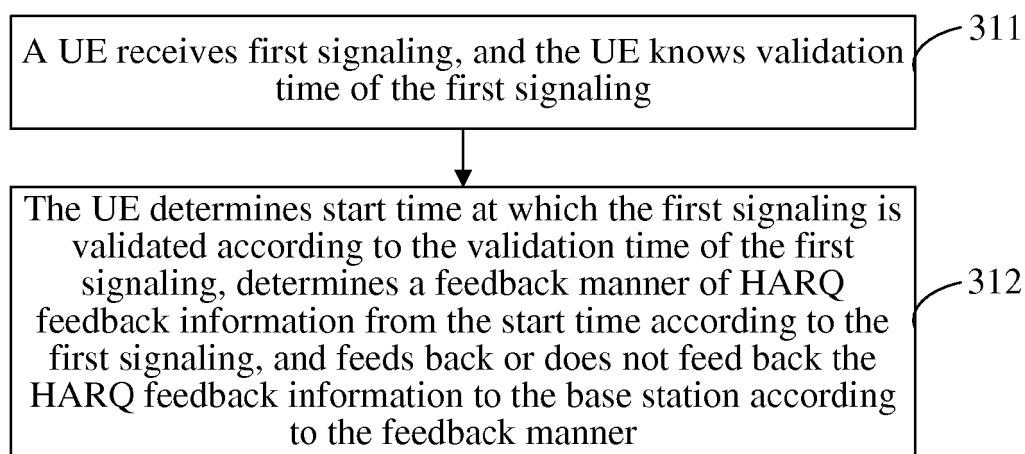 A UE receives first signaling, and the UE knows validation
time of the first signaling
311
The UE determines start time at which the first signaling is
validated according to the validation time of the first
signaling, determines a feedback manner of HARQ
feedback information from the start time according to the
first signaling, and feeds back or does not feed back the
HARQ feedback information to the base station according
to the feedback manner
312